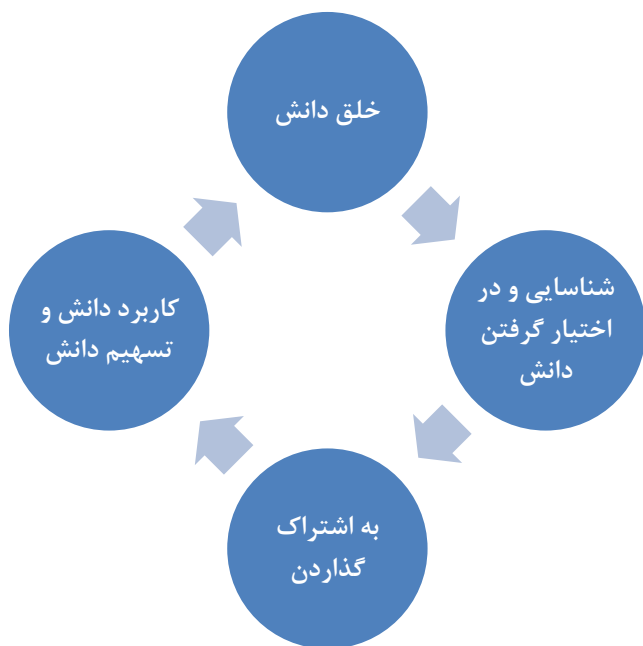 خلق دانش
شناسایی و در
اختیار گرفتن
دانش
به اشتراک
گذاردن
کاربرد دانش و
تسهیم دانش